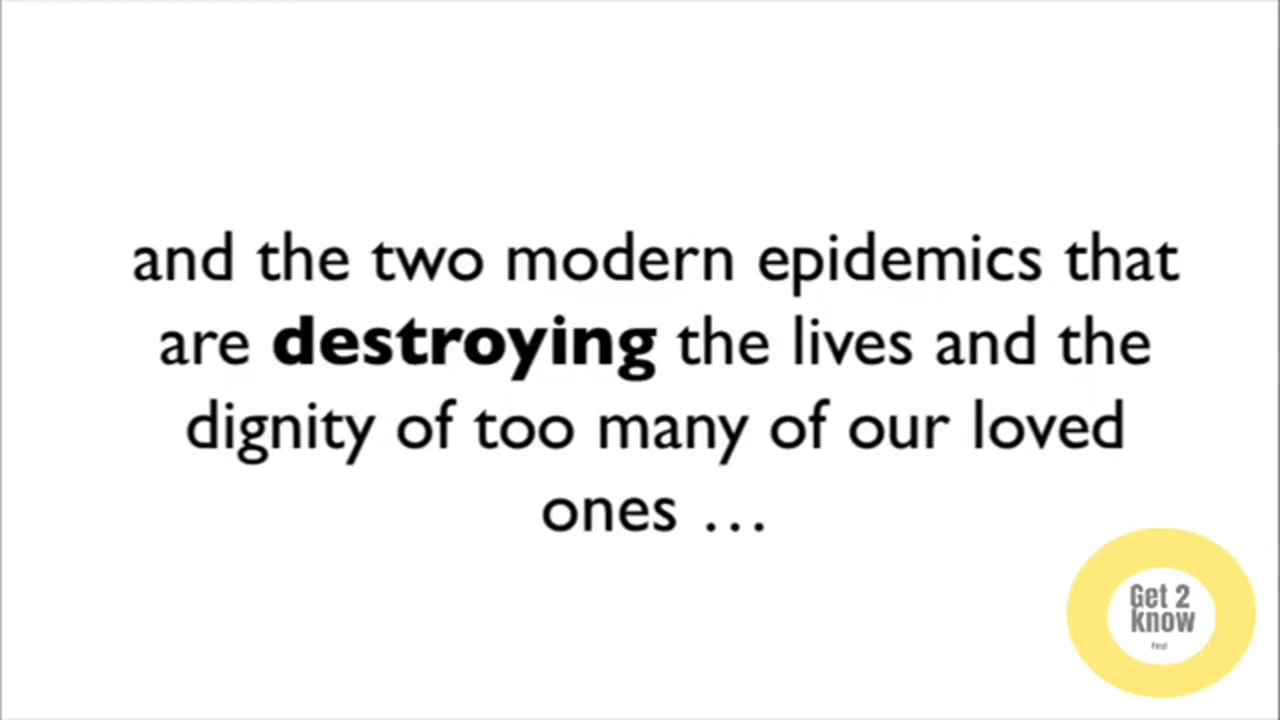 and the two modern epidemics that
are destroying the lives and the
dignity of too many of our loved
ones …
Get 2
know